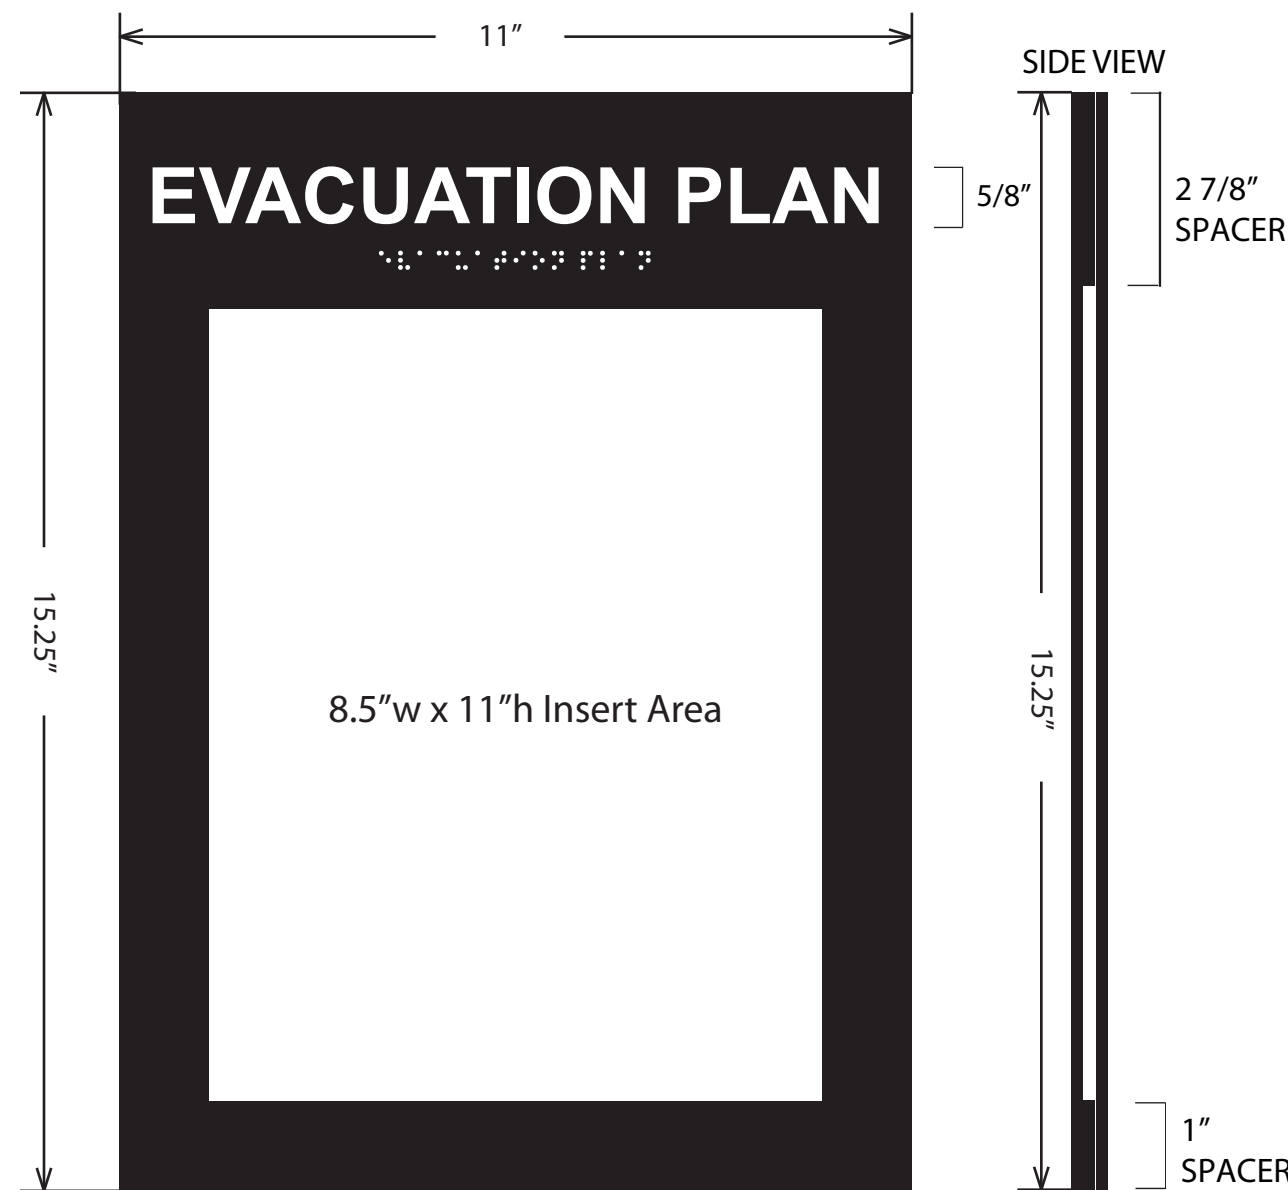 11”
SIDE VIEW
EVACUATION PLAN
5/8”
2 7/8”
SPACER
⠑⠧⠁⠉⠥⠁⠞⠊⠕⠝ ⠏⠇⠁⠝
15.25”
15.25”
8.5”w x 11”h Insert Area
1”
SPACER